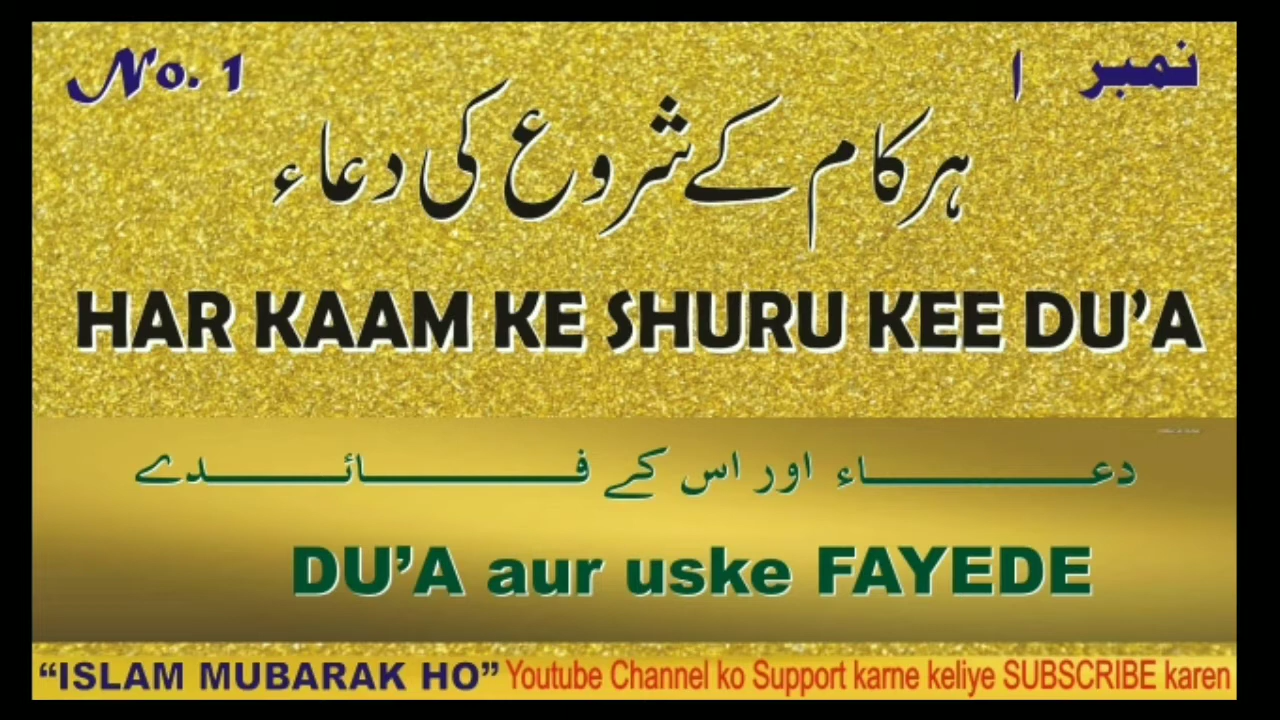 No. 1 نمبر ا
ہر کام کے شروع کی دعاء
HAR KAAM KE SHURU KEE DU’A
دعاء اور اس کے فائدے
DU’A aur uske FAYEDE
“ISLAM MUBARAK HO” Youtube Channel ko Support karne keliye SUBSCRIBE karen